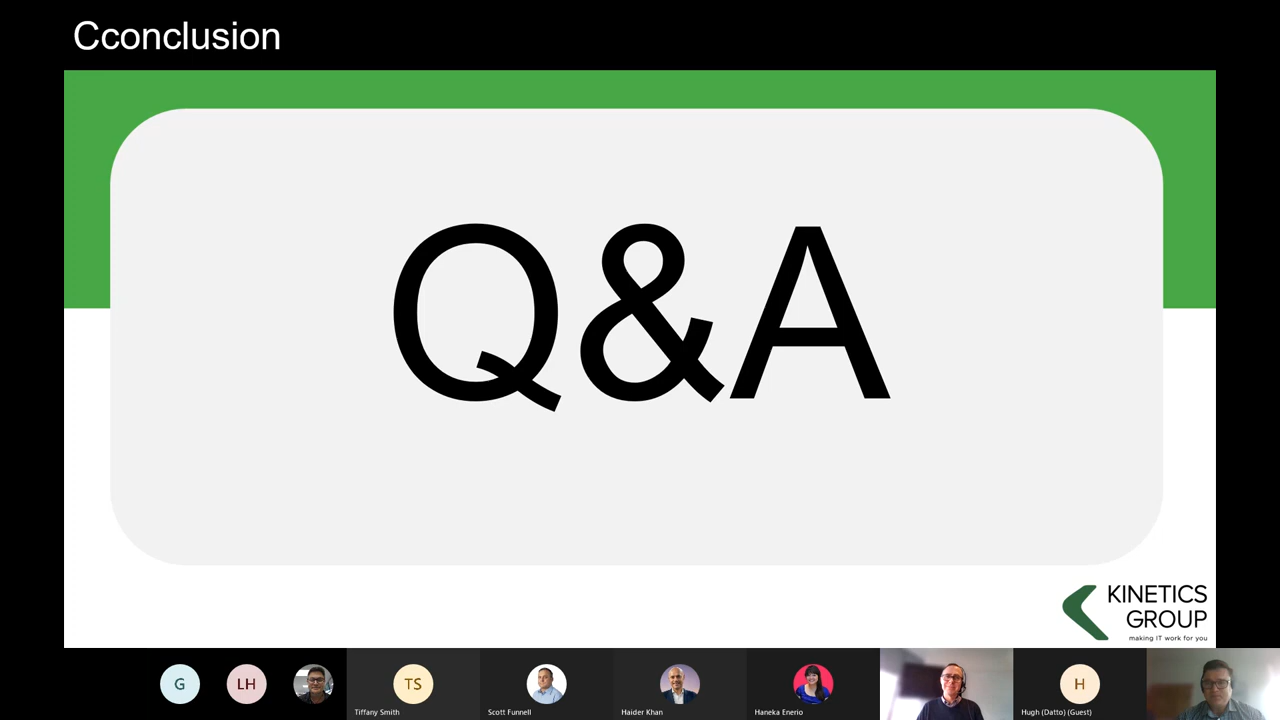 Cconclusion
Q&A
KINETICS
GROUP
making IT work for you
G
LH
TS
H
Tiffany Smith
Scott Funnell
Haider Khan
Haneka Enerio
Hugh (Datto) (Guest)